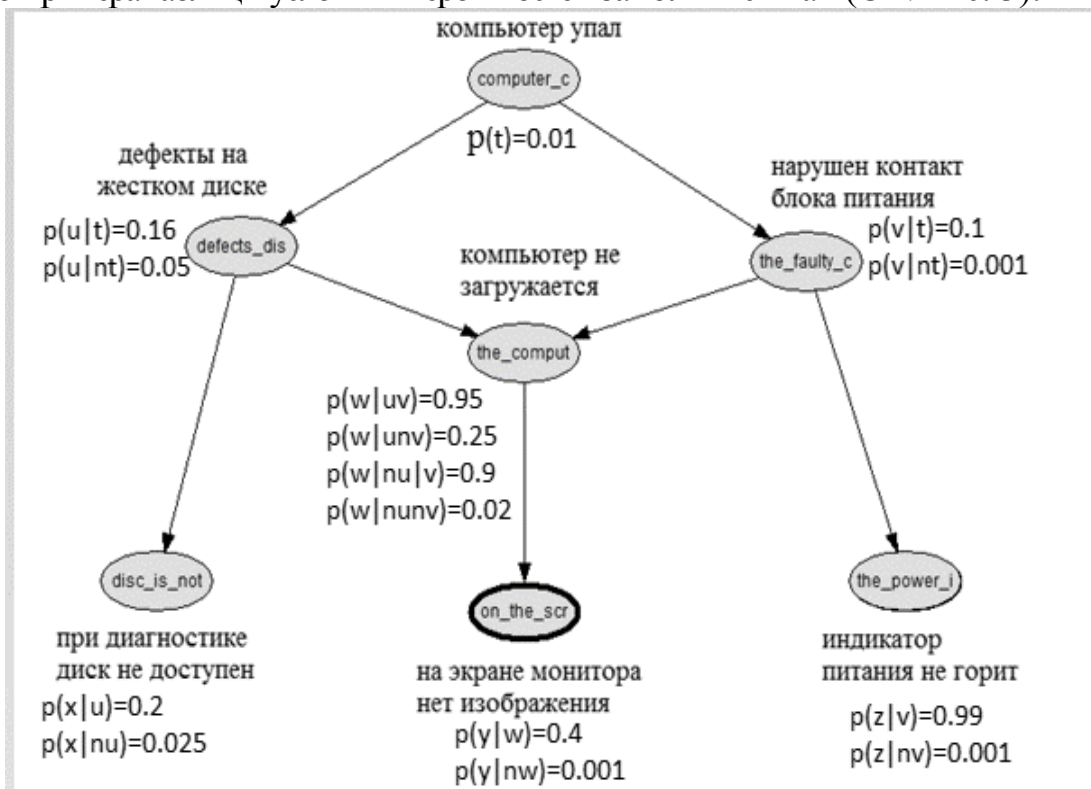 компьютер упал
computer_c
p(t)=0.01
дефекты на
жестком диске
p(u|t)=0.16
p(u|nt)=0.05
defects_dis
нарушен контакт
блока питания
p(v|t)=0.1
p(v|nt)=0.001
the_faulty_c
компьютер не
загружается
the_comput
p(w|uv)=0.95
p(w|unv)=0.25
p(w|nu|v)=0.9
p(w|nunv)=0.02
disc_is_not
при диагностике
диск не доступен
p(x|u)=0.2
p(x|nu)=0.025
on_the_scr
на экране монитора
нет изображения
p(y|w)=0.4
p(y|nw)=0.001
the_power_i
индикатор
питания не горит
p(z|v)=0.99
p(z|nv)=0.001